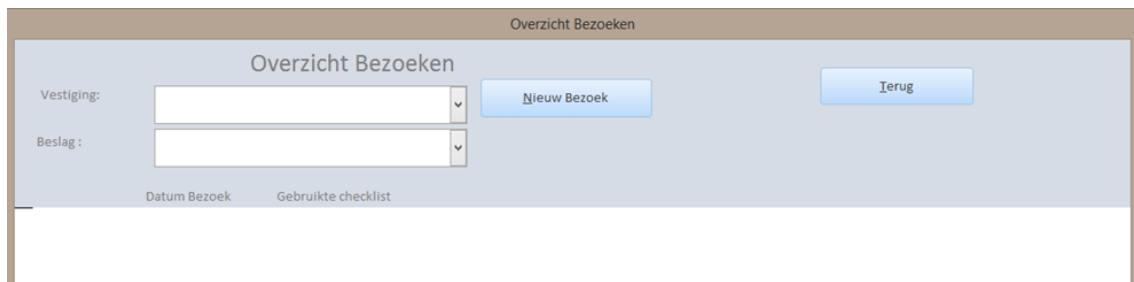 Overzicht Bezoeken
Overzicht Bezoeken
Vestiging:
Nieuw Bezoek
Terug
Beslag :
Datum Bezoek Gebruikte checklist